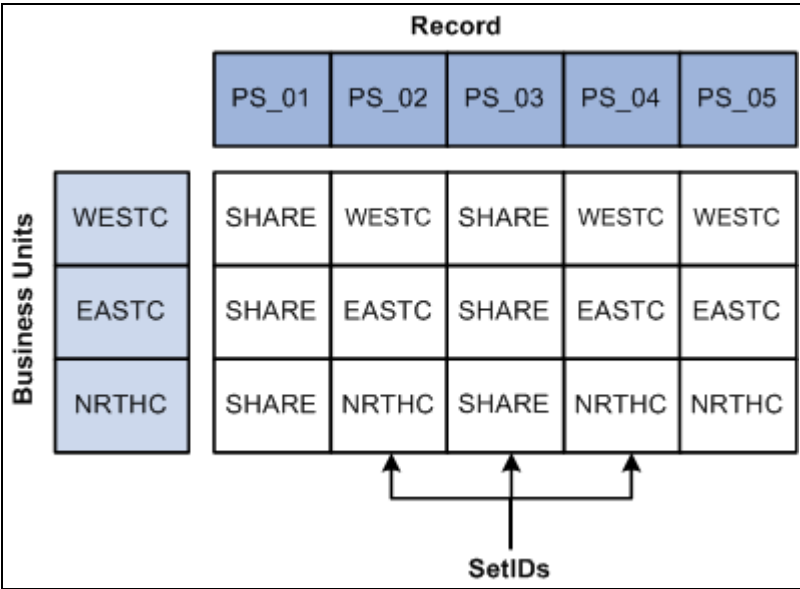 Record
PS_01 PS_02 PS_03 PS_04 PS_05
Business Units
WESTC SHARE WESTC SHARE WESTC WESTC
EASTC SHARE EASTC SHARE EASTC EASTC
NRTHC SHARE NRTHC SHARE NRTHC NRTHC
SetIDs